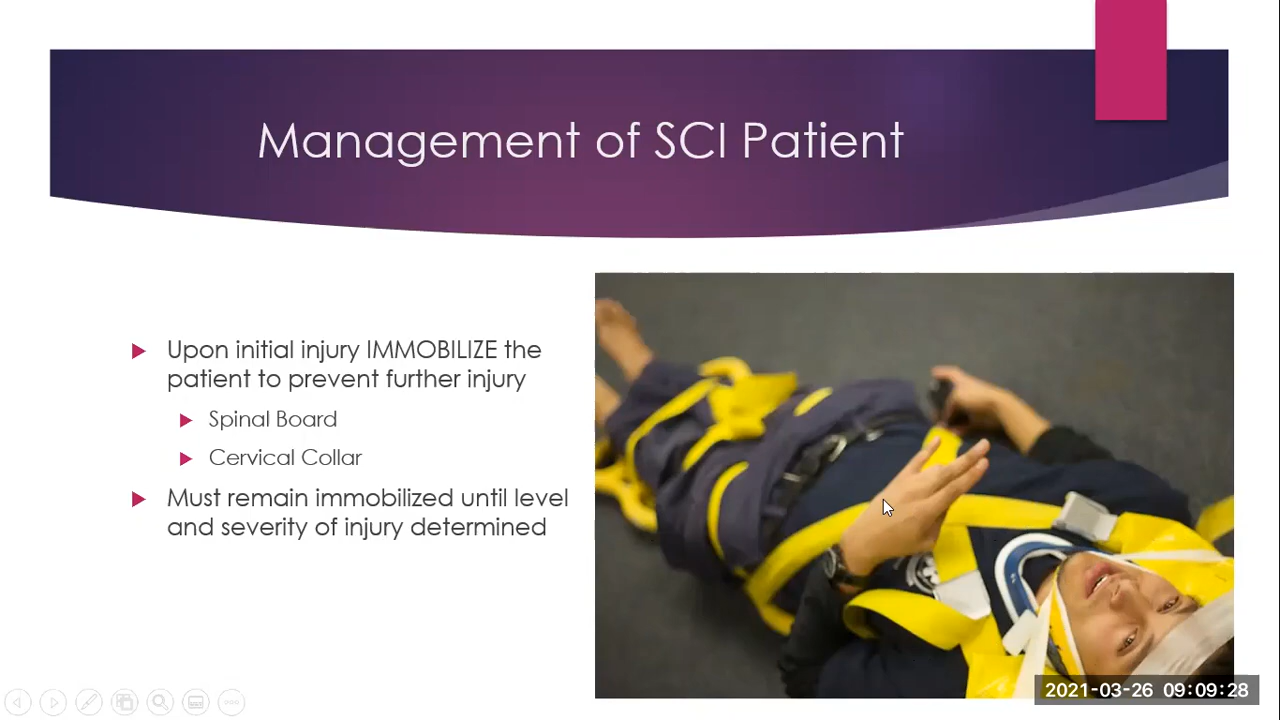 Management of SCI Patient
Upon initial injury IMMOBILIZE the
patient to prevent further injury
Spinal Board
Cervical Collar
Must remain immobilized until level
and severity of injury determined
2021-03-26 09:09:28